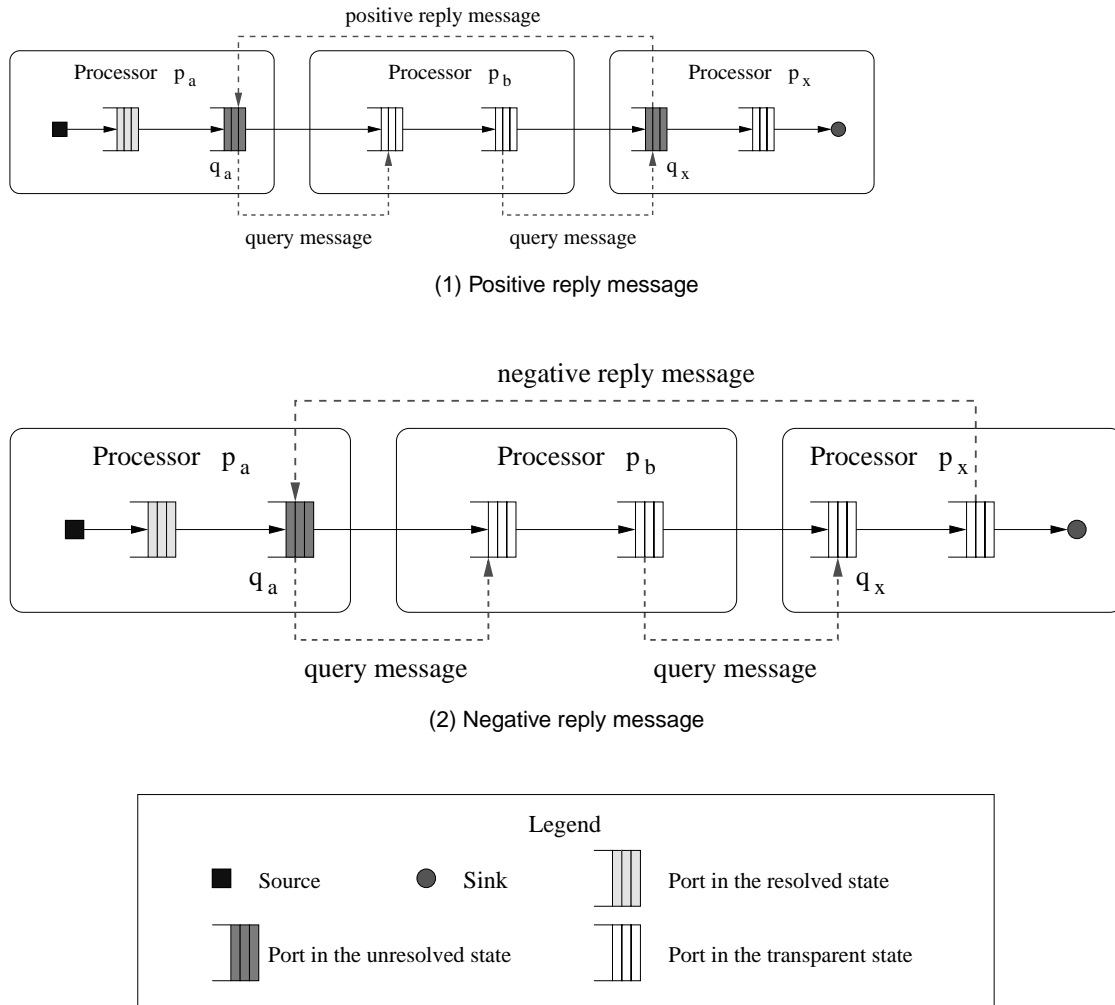 positive reply message
Processor p a
Processor p b
Processor p x
q a
q x
query message
query message
(1) Positive reply message
negative reply message
Processor p a
Processor p b
Processor p x
q a
q x
query message
query message
(2) Negative reply message
Legend
Source
Sink
Port in the resolved state
Port in the unresolved state
Port in the transparent state